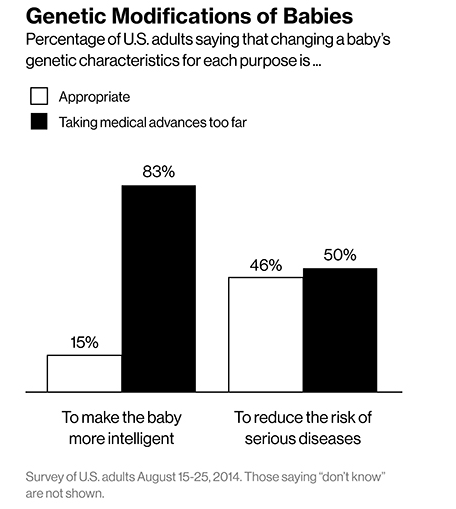 Genetic Modifications of Babies
Percentage of U.S. adults saying that changing a baby’s
genetic characteristics for each purpose is ...
Appropriate
Taking medical advances too far
83%
15%
46%
50%
To make the baby
more intelligent
To reduce the risk of
serious diseases
Survey of U.S. adults August 15-25, 2014. Those saying “don’t know”
are not shown.